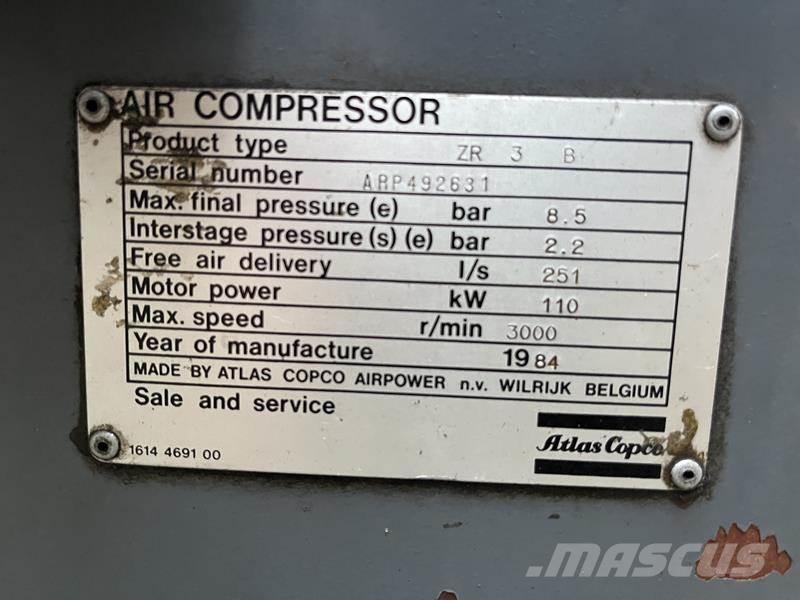 AIR COMPRESSOR
Product type ZR 3 B
Serial number ARP492631
Max. final pressure (e) bar 8.5
Interstage pressure (s) (e) bar 2.2
Free air delivery l/s 251
Motor power kW 110
Max. speed r/min 3000
Year of manufacture 1984
MADE BY ATLAS COPCO AIRPOWER n.v. WILRIJK BELGIUM
Sale and service
Atlas Copco
1614 4691 00
MASCUS